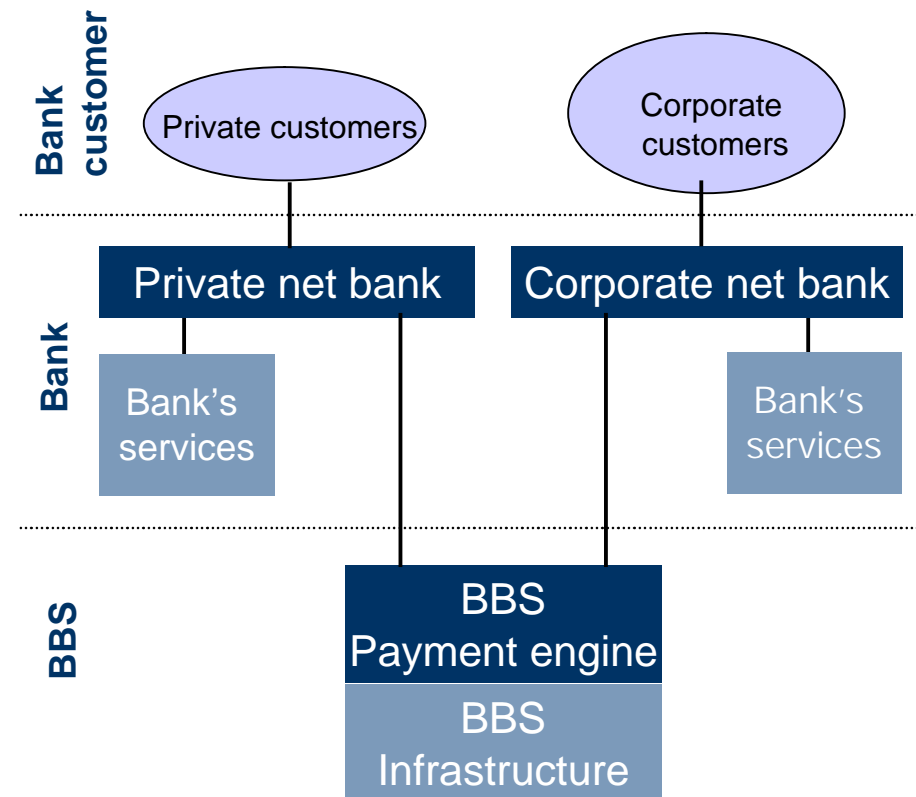 Bank
customer
Private customers
Corporate
customers
Bank
Private net bank
Corporate net bank
Bank's
services
Bank's
services
BBS
BBS
Payment engine
BBS
Infrastructure